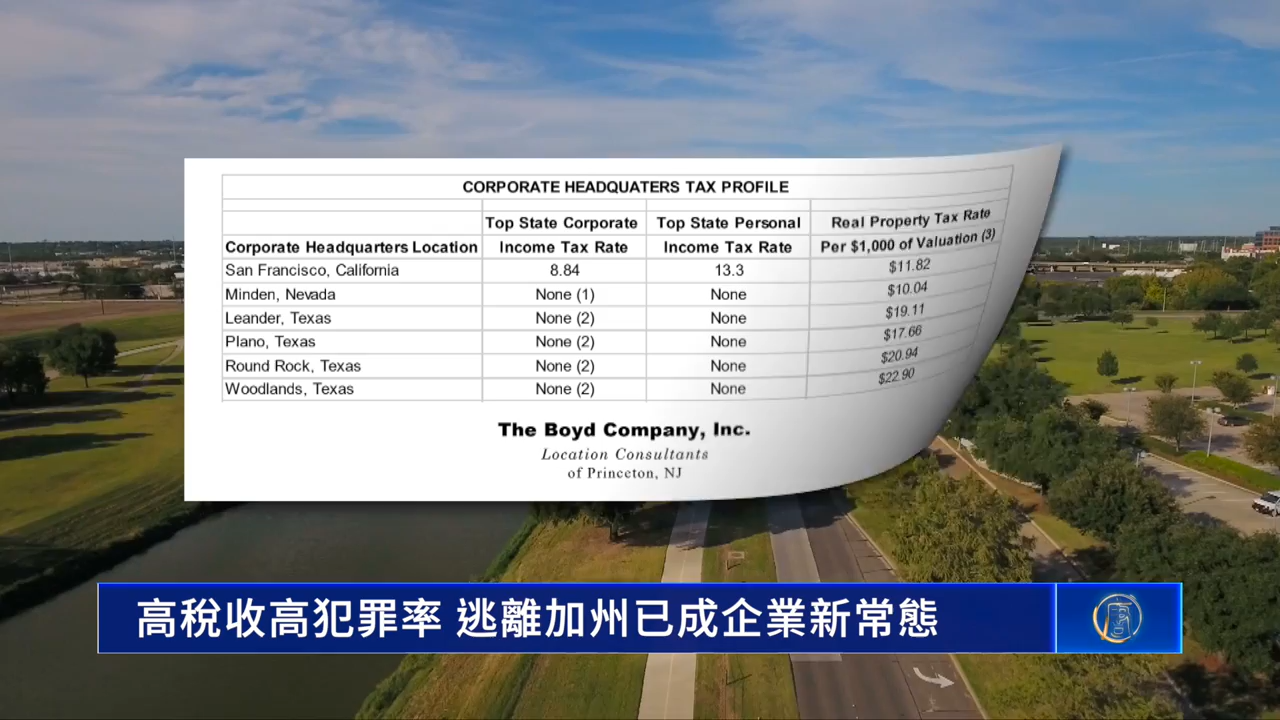 CORPORATE HEADQUATERS TAX PROFILE
Top State Corporate Top State Personal Real Property Tax Rate
Corporate Headquarters Location Income Tax Rate Income Tax Rate Per $1,000 of Valuation (3)
San Francisco, California 8.84 13.3 $11.82
Minden, Nevada None (1) None $10.04
Leander, Texas None (2) None $19.11
Plano, Texas None (2) None $17.66
Round Rock, Texas None (2) None $20.94
Woodlands, Texas None (2) None $22.90
The Boyd Company, Inc.
Location Consultants
of Princeton, NJ
高稅收高犯罪率 逃離加州已成企業新常態